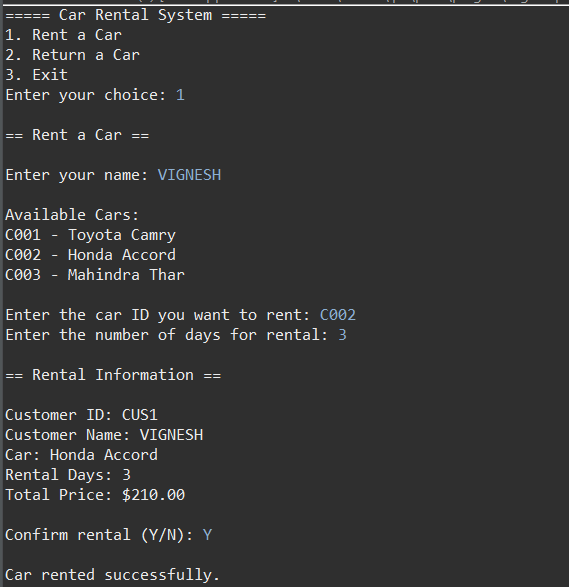 ===== Car Rental System =====
1. Rent a Car
2. Return a Car
3. Exit
Enter your choice: 1
== Rent a Car ==
Enter your name: VIGNESH
Available Cars:
C001 - Toyota Camry
C002 - Honda Accord
C003 - Mahindra Thar
Enter the car ID you want to rent: C002
Enter the number of days for rental: 3
== Rental Information ==
Customer ID: CUS1
Customer Name: VIGNESH
Car: Honda Accord
Rental Days: 3
Total Price: $210.00
Confirm rental (Y/N): Y
Car rented successfully.